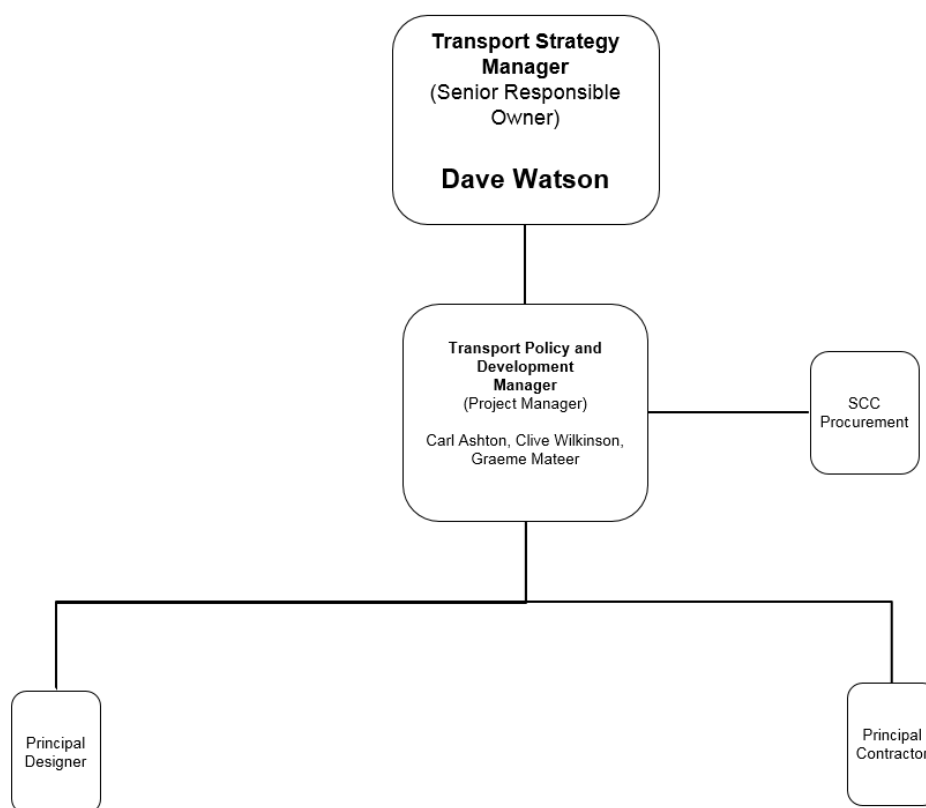 Transport Strategy
Manager
(Senior Responsible
Owner)
Dave Watson
Transport Policy and
Development
Manager
(Project Manager)
Carl Ashton, Clive Wilkinson,
Graeme Mateer
SCC
Procurement
Principal
Designer
Principal
Contractor